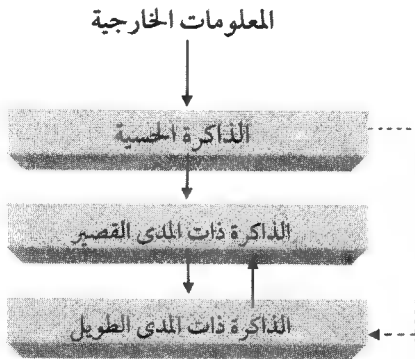 المعلومات الخارجية
الذاكرة الحسية
الذاكرة ذات المدى القصير
الذاكرة ذات المدى الطويل